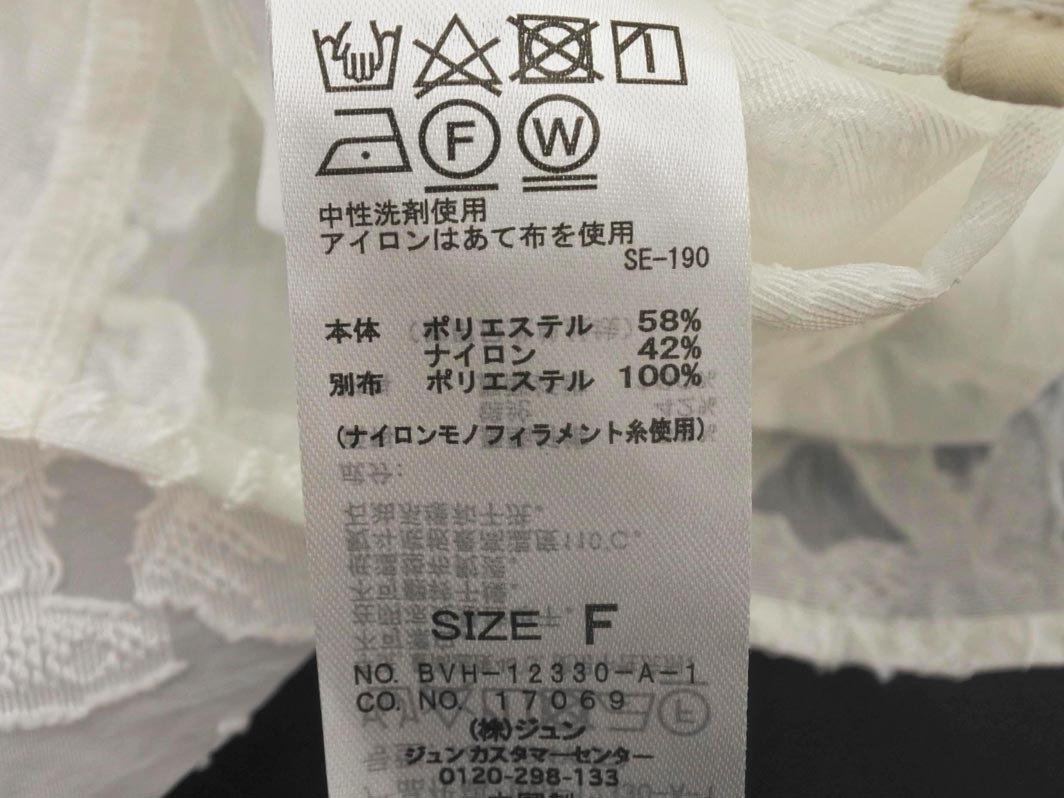 F W
中性洗剤使用
アイロンはあて布を使用
SE-190
本体 ポリエステル 58%
ナイロン 42%
別布 ポリエステル 100%
(ナイロンモノフィラメント糸使用)
SIZE F
NO. BVH-12330-A-1
CO. NO. 17069
(株)ジュン
ジュンカスタマーセンター
0120-298-133